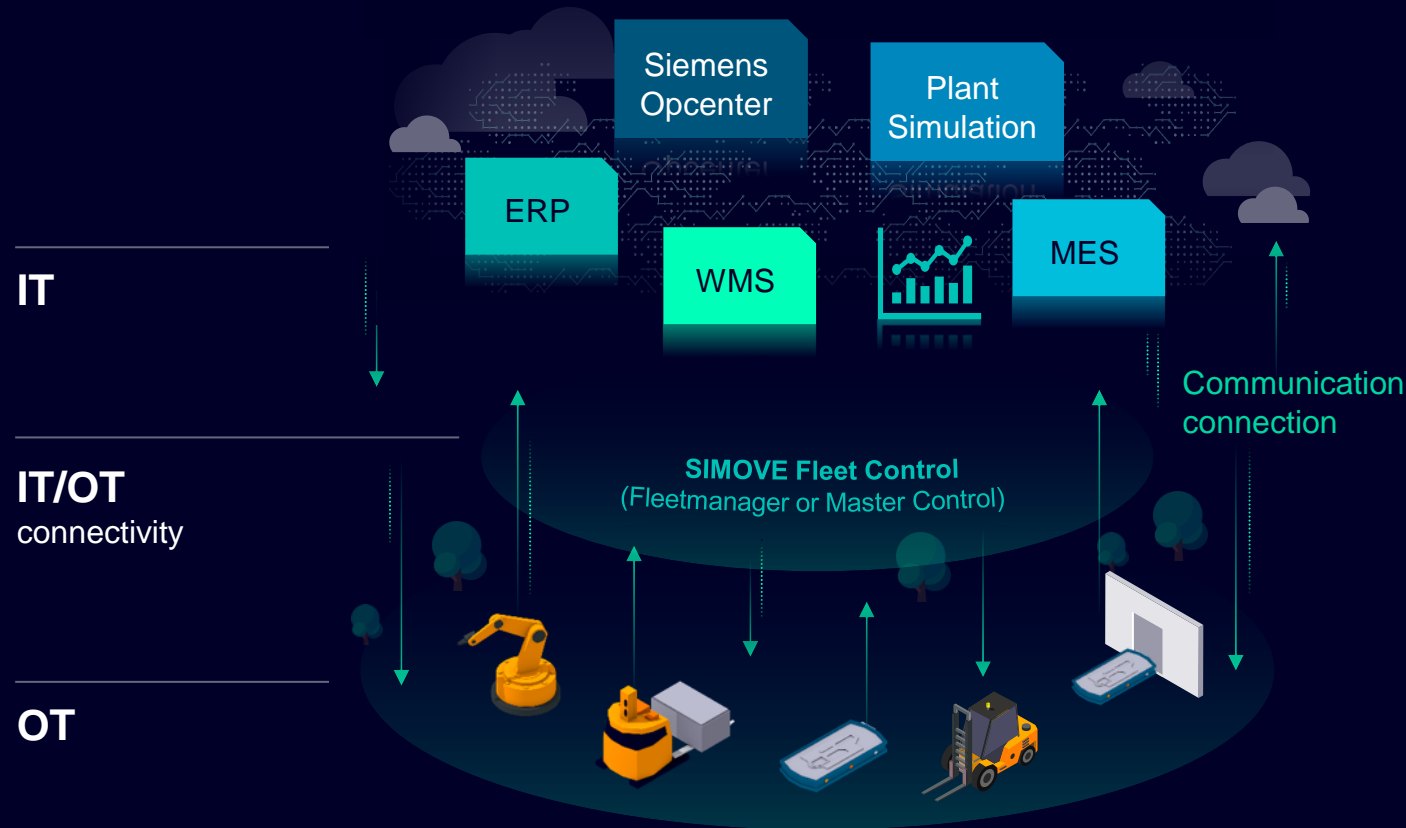 Siemens
Opcenter
Plant
Simulation
ERP
WMS
MES
IT
Communication
connection
SIMOVE Fleet Control
(Fleetmanager or Master Control)
IT/OT
connectivity
OT